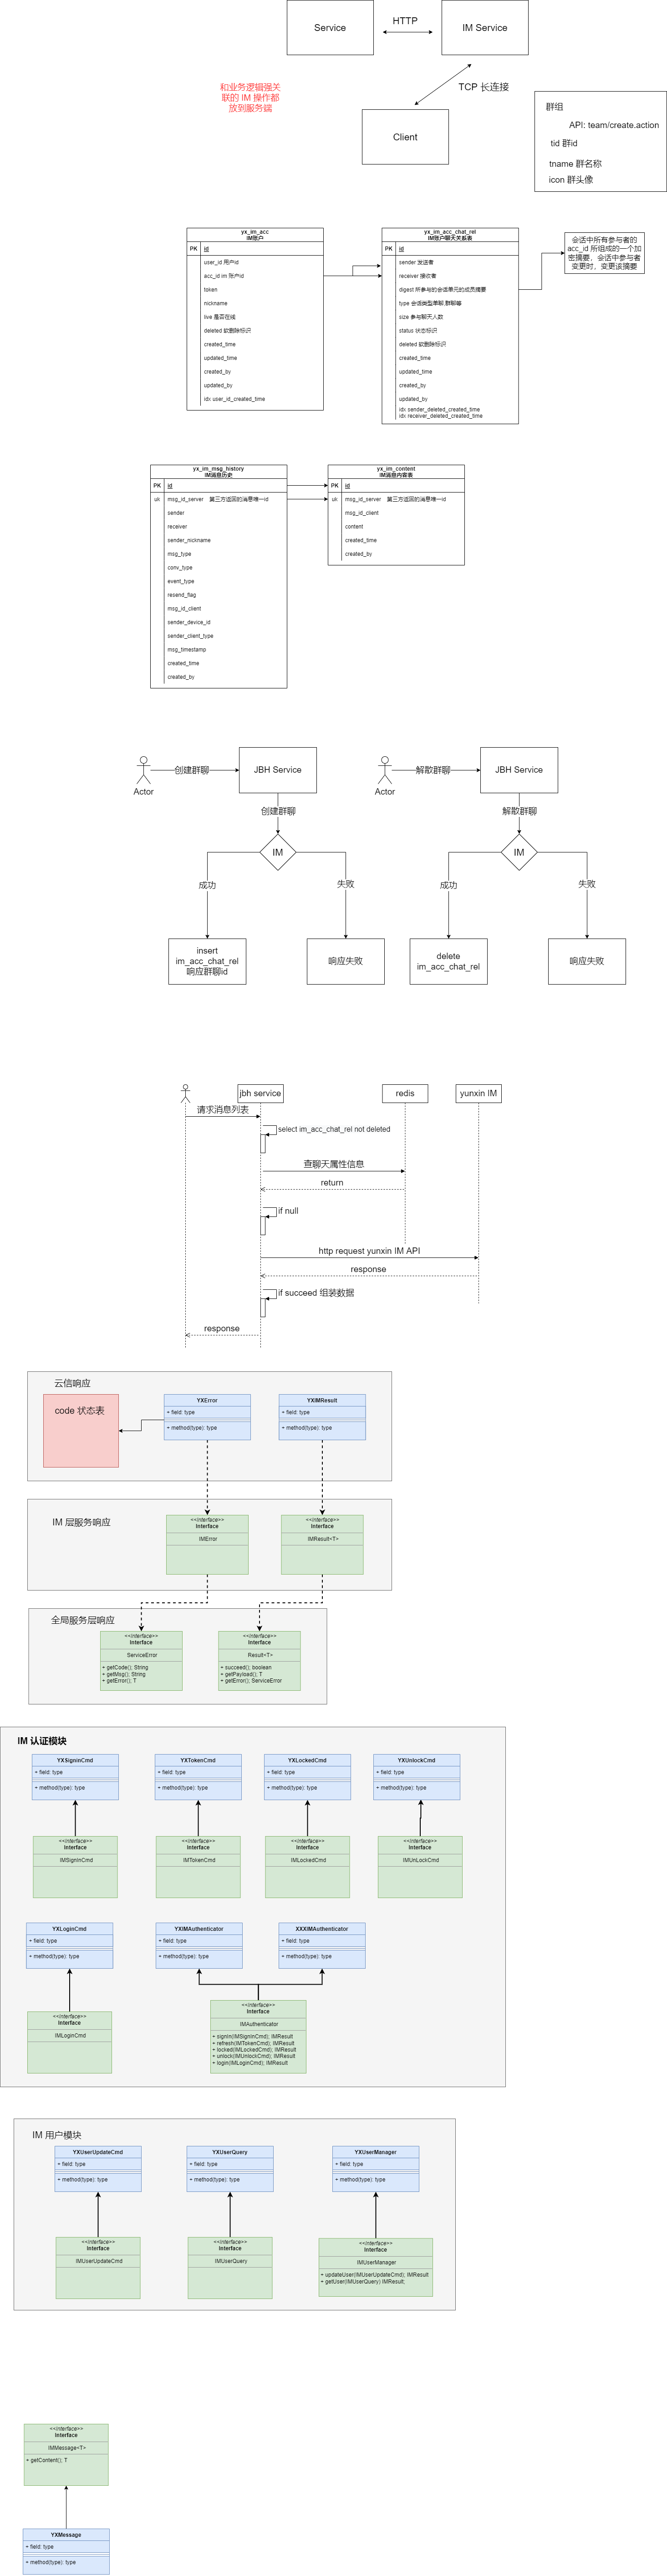 Service
HTTP
IM Service
TCP 长连接
和业务逻辑强关
联的 IM 操作都
放到服务端
Client
群组
API: team/create.action
tid 群id
tname 群名称
icon 群头像
yx_im_acc
IM账户
PK
id
user_id 用户id
acc_id im 账户id
token
nickname
live 是否在线
deleted 软删除标识
created_time
updated_time
created_by
updated_by
idx user_id_created_time
yx_im_acc_chat_rel
IM账户聊天关系表
PK
id
sender 发送者
receiver 接收者
digest 所参与的会话单元的成员摘要
type 会话类型单聊,群聊等
size 参与聊天人数
status 状态标识
deleted 软删除标识
created_time
updated_time
created_by
updated_by
idx sender_deleted_created_time
idx receiver_deleted_created_time
会话中所有参与者的
acc_id 所组成的一个加
密摘要，会话中参与者
变更时，变更该摘要
yx_im_msg_history
IM消息历史
PK
id
uk
msg_id_server 第三方返回的消息唯一id
sender
receiver
sender_nickname
msg_type
conv_type
event_type
resend_flag
msg_id_client
sender_device_id
sender_client_type
msg_timestamp
created_time
created_by
yx_im_content
IM消息内容表
PK
id
uk
msg_id_server 第三方返回的消息唯一id
msg_id_client
content
created_time
created_by
Actor
创建群聊
JBH Service
创建群聊
IM
成功
失败
insert
im_acc_chat_rel
响应群聊id
响应失败
Actor
解散群聊
JBH Service
解散群聊
IM
成功
失败
delete
im_acc_chat_rel
响应失败
jbh service
redis
yunxin IM
请求消息列表
select im_acc_chat_rel not deleted
查聊天属性信息
return
if null
http request yunxin IM API
response
if succeed 组装数据
response
云信响应
code 状态表
YXError
+ field: type
+ method(type): type
YXIMResult
+ field: type
+ method(type): type
IM 层服务响应
<<Interface>>
Interface
IMError
<<Interface>>
Interface
IMResult<T>
全局服务层响应
<<Interface>>
Interface
ServiceError
+ getCode(); String
+ getMsg(); String
+ getError(); T
<<Interface>>
Interface
Result<T>
+ succeed(); boolean
+ getPayload(); T
+ getError(); ServiceError
IM 认证模块
YXSigninCmd
+ field: type
+ method(type): type
YXTokenCmd
+ field: type
+ method(type): type
YXLockedCmd
+ field: type
+ method(type): type
YXUnlockCmd
+ field: type
+ method(type): type
<<Interface>>
Interface
IMSignInCmd
<<Interface>>
Interface
IMTokenCmd
<<Interface>>
Interface
IMLockedCmd
<<Interface>>
Interface
IMUnLockCmd
YXLoginCmd
+ field: type
+ method(type): type
YXIMAuthenticator
+ field: type
+ method(type): type
XXXIMAuthenticator
+ field: type
+ method(type): type
<<Interface>>
Interface
IMLoginCmd
<<Interface>>
Interface
IMAuthenticator
+ signin(IMSignInCmd); IMResult
+ refresh(IMTokenCmd); IMResult
+ locked(IMLockedCmd); IMResult
+ unlock(IMUnlockCmd); IMResult
+ login(IMLoginCmd); IMResult
IM 用户模块
YXUserUpdateCmd
+ field: type
+ method(type): type
YXUserQuery
+ field: type
+ method(type): type
YXUserManager
+ field: type
+ method(type): type
<<Interface>>
Interface
IMUserUpdateCmd
<<Interface>>
Interface
IMUserQuery
<<Interface>>
Interface
IMUserManager
+ updateUser(IMUserUpdateCmd); IMResult
+ getUser(IMUserQuery) IMResult;
<<Interface>>
Interface
IMMessage<T>
+ getContent(); T
YXMessage
+ field: type
+ method(type): type